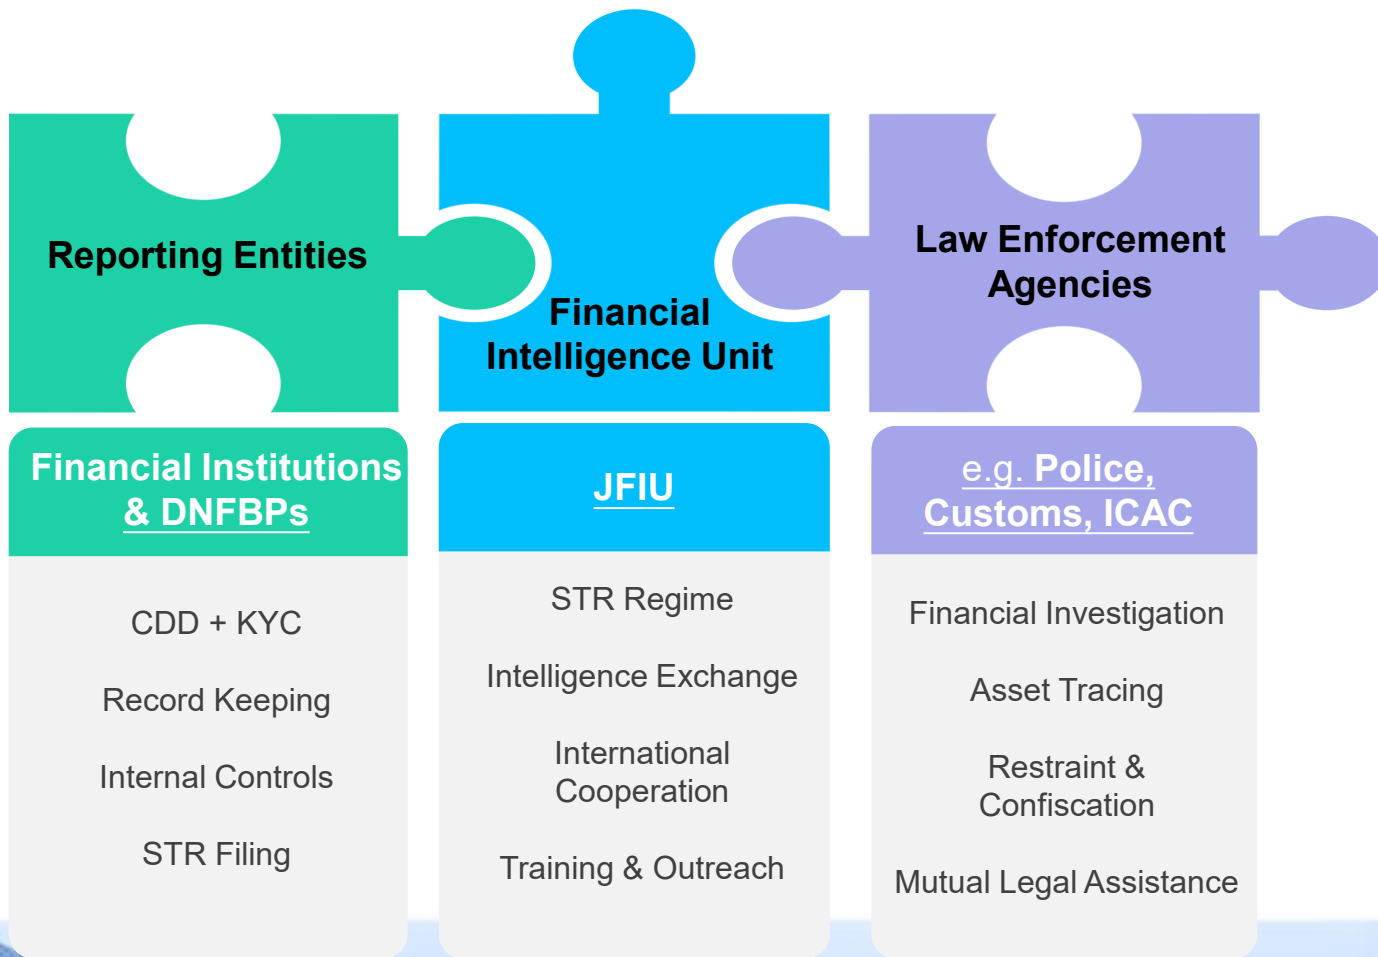 Reporting Entities
Financial
Intelligence Unit
Law Enforcement
Agencies
Financial Institutions
& DNFBPs
CDD + KYC
Record Keeping
Internal Controls
STR Filing
JFIU
STR Regime
Intelligence Exchange
International
Cooperation
Training & Outreach
e.g. Police,
Customs, ICAC
Financial Investigation
Asset Tracing
Restraint &
Confiscation
Mutual Legal Assistance